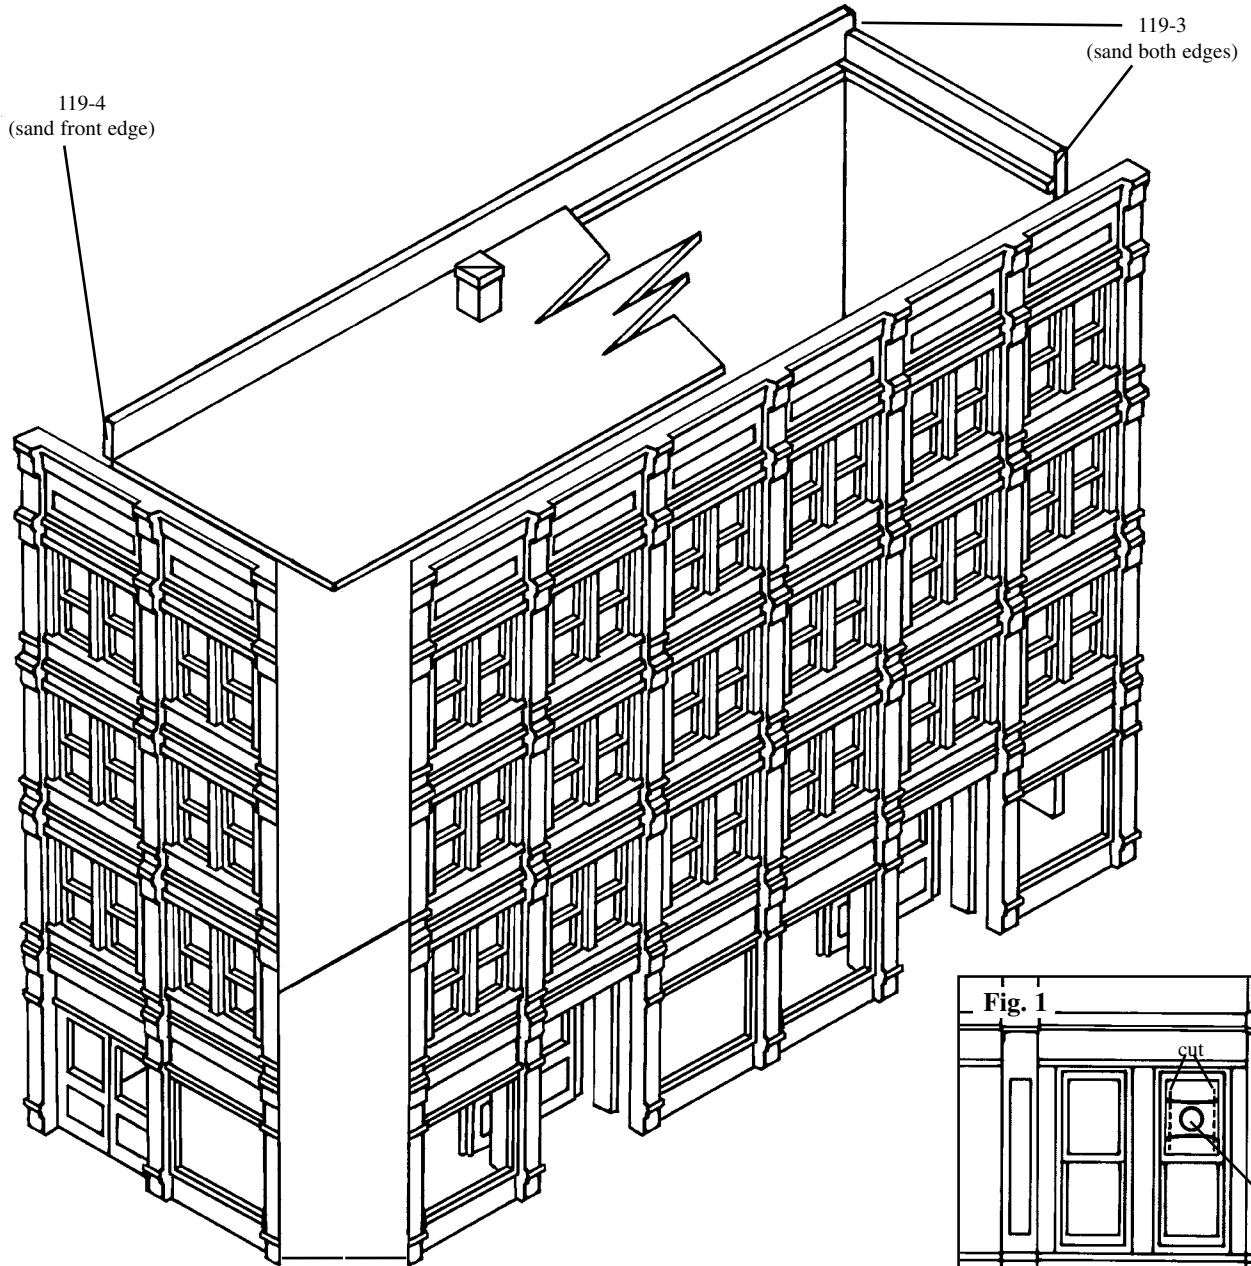 119-3
(sand both edges)
119-4
(sand front edge)
Fig. 1
cut